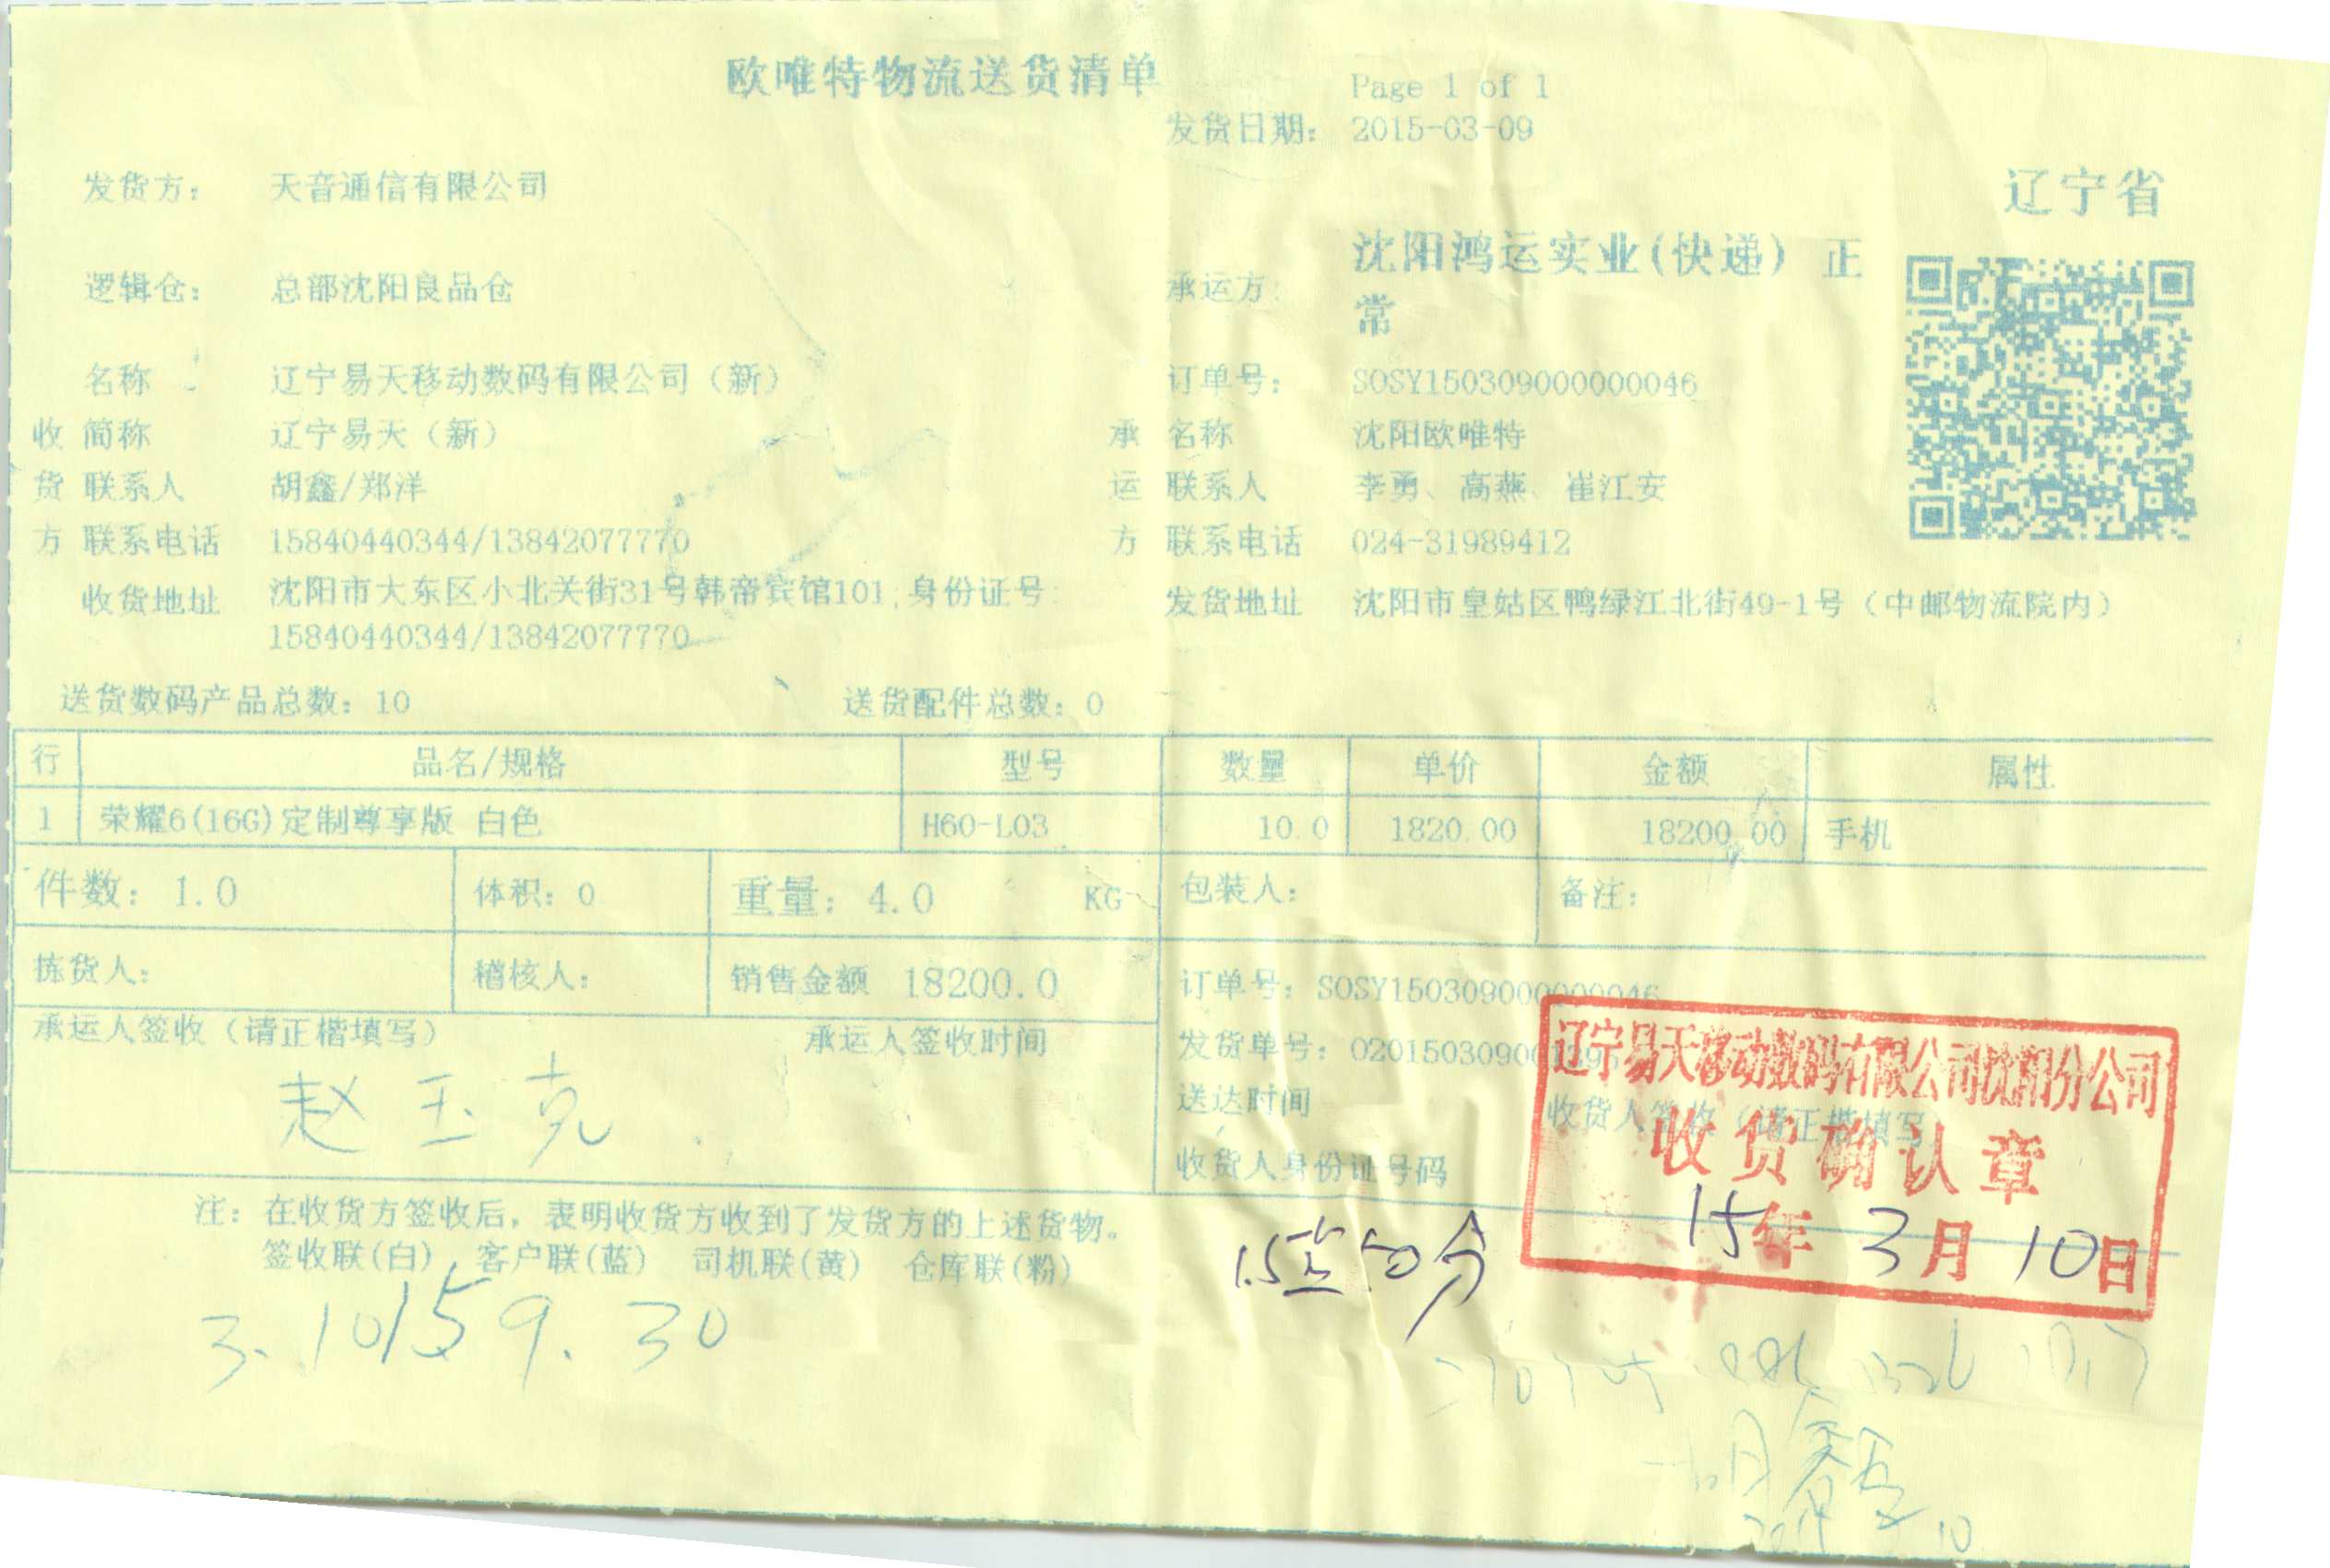 欧唯特物流送货清单
Page 1 of 1
发货日期： 2015-03-09
发货方： 天音通信有限公司
辽宁省
逻辑仓： 总部沈阳良品仓
承运方： 沈阳鸿运实业(快递) 正
常
名称 辽宁易天移动数码有限公司（新）
订单号： SOSY150309000000046
收 简称 辽宁易天（新）
承 名称 沈阳欧唯特
货 联系人 胡鑫/郑洋
运 联系人 李勇、高燕、崔江安
方 联系电话 15840440344/13842077770
方 联系电话 024-31989412
收货地址 沈阳市大东区小北关街31号韩帝宾馆101;身份证号:
15840440344/13842077770
发货地址 沈阳市皇姑区鸭绿江北街49-1号（中邮物流院内）
送货数码产品总数：10 送货配件总数：0
行 品名/规格 型号 数量 单价 金额 属性
1 荣耀6(16G)定制尊享版 白色 H60-L03 10.0 1820.00 18200.00 手机
件数：1.0 体积：0 重量：4.0 KG 包装人： 备注：
拣货人： 稽核人： 销售金额 18200.0 订单号：SOSY150309000000046
承运人签收（请正楷填写） 承运人签收时间
赵玉克
发货单号：
送达时间 收货人签收（请正楷填写
收货人身份证号码
辽宁易天移动数码有限公司沈阳分公司
收货确认章
15年3月10日
注：在收货方签收后，表明收货方收到了发货方的上述货物。
签收联(白) 客户联(蓝) 司机联(黄) 仓库联(粉)
3.10/15 9.30